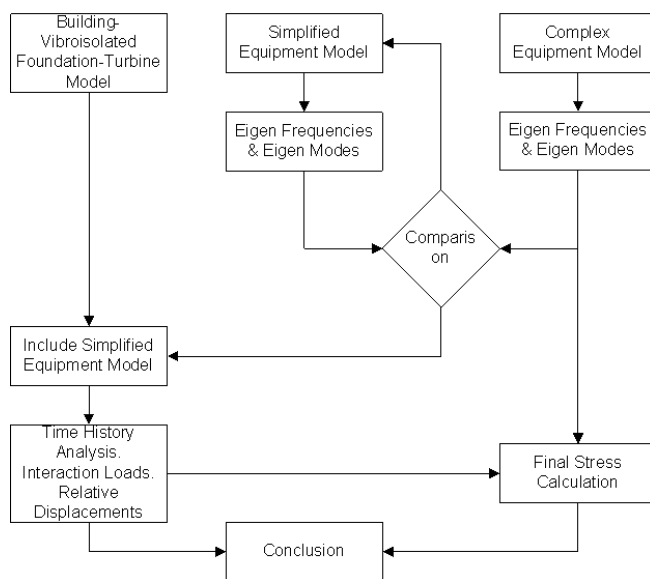 Building-
Vibroisolated
Foundation-Turbine
Model
Simplified
Equipment Model
Complex
Equipment Model
Eigen Frequencies
& Eigen Modes
Eigen Frequencies
& Eigen Modes
Comparis
on
Include Simplified
Equipment Model
Time History
Analysis.
Interaction Loads.
Relative
Displacements
Final Stress
Calculation
Conclusion